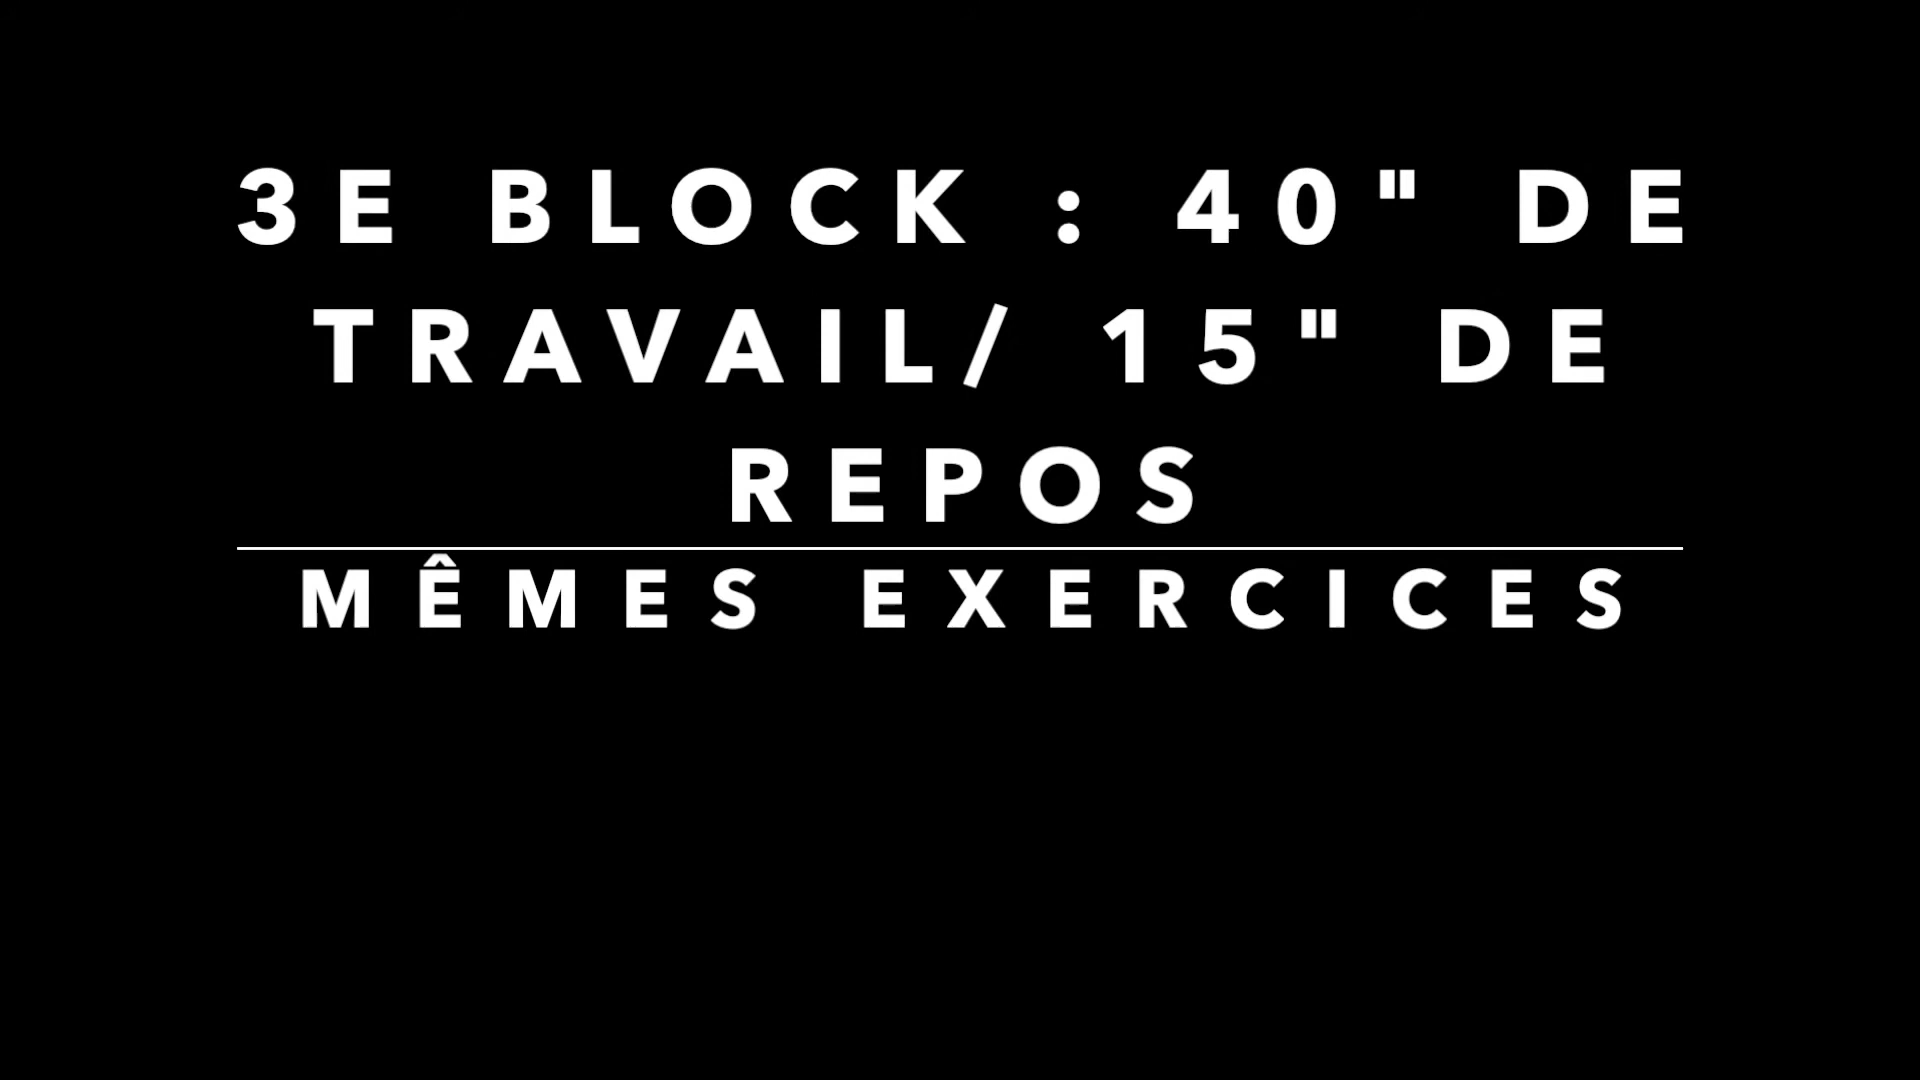 3E BLOCK : 40" DE
TRAVAIL/ 15" DE
REPOS
MÊMES EXERCICES